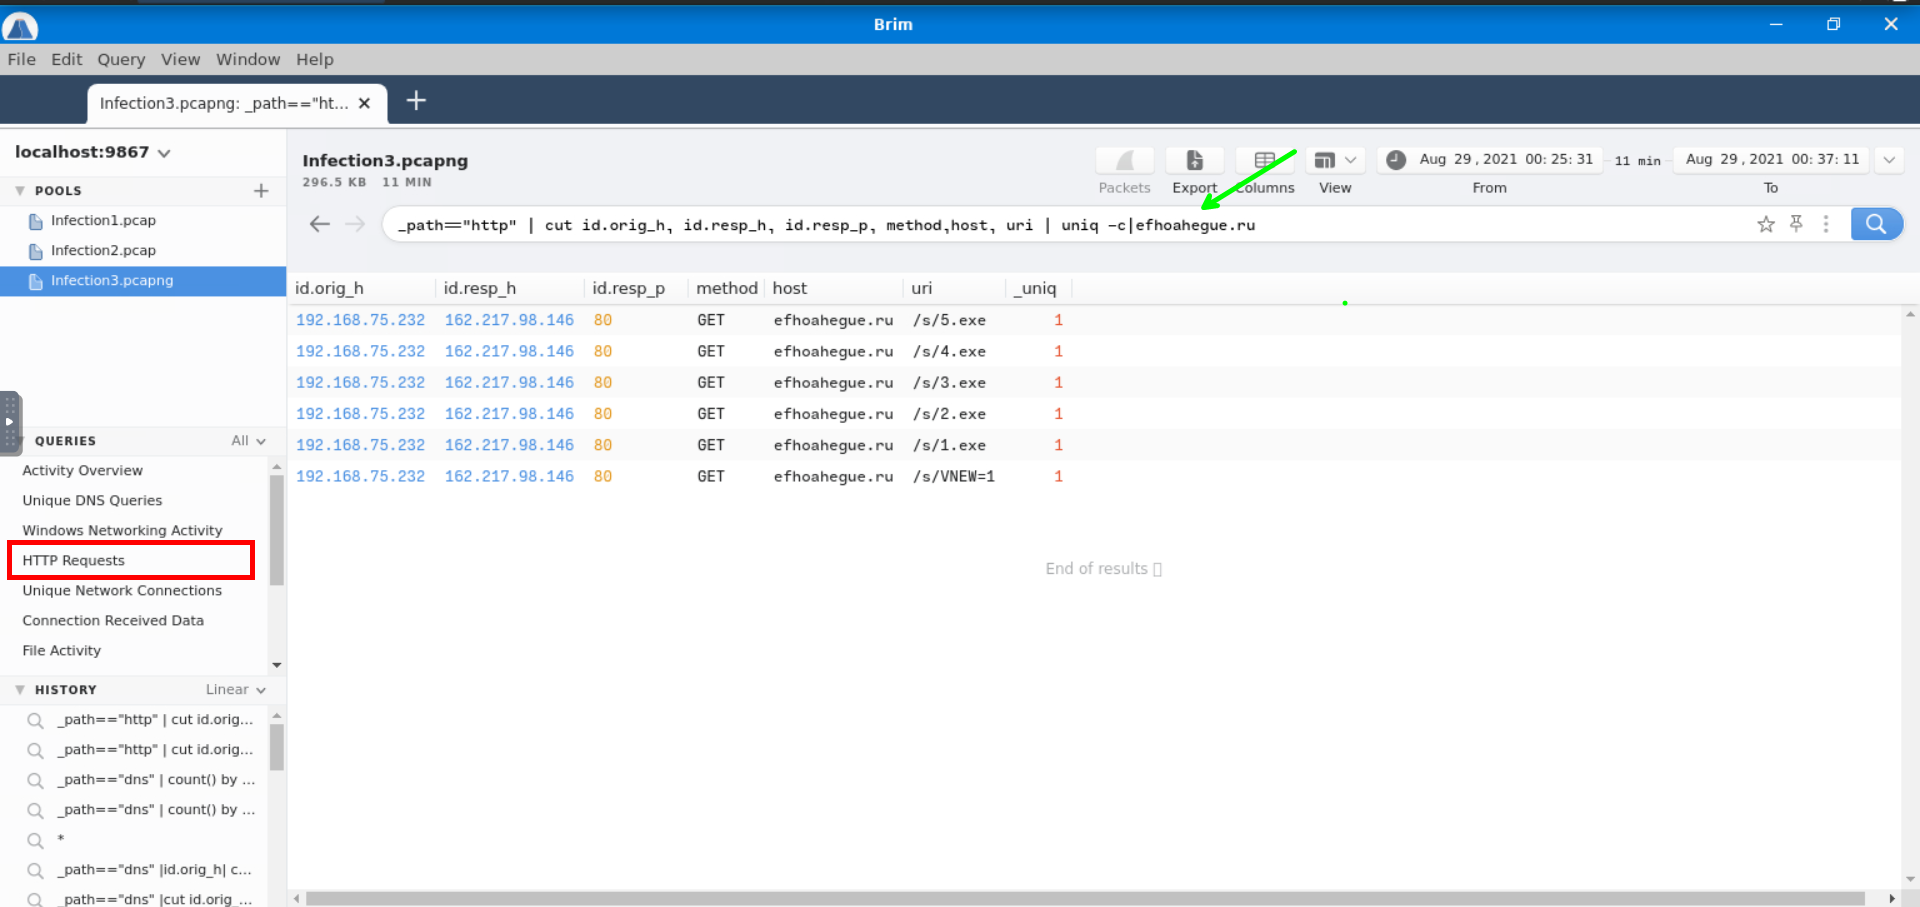 Brim
File Edit Query View Window Help
Infection3.pcapng: _path=="ht...
localhost:9867
POOLS
Infection1.pcap
Infection2.pcap
Infection3.pcapng
QUERIES All
Activity Overview
Unique DNS Queries
Windows Networking Activity
HTTP Requests
Unique Network Connections
Connection Received Data
File Activity
HISTORY Linear
_path=="http" | cut id.orig...
_path=="http" | cut id.orig...
_path=="dns" | count() by ...
_path=="dns" | count() by ...
*
_path=="dns" |id.orig_h| c...
_path=="dns" |cut id.orig_...
Infection3.pcapng
296.5 KB 11 MIN
Packets Export Columns View
Aug 29 , 2021 00: 25: 31 11 min Aug 29 , 2021 00: 37: 11
From To
_path=="http" | cut id.orig_h, id.resp_h, id.resp_p, method,host, uri | uniq -c|efhoahegue.ru
id.orig_h id.resp_h id.resp_p method host uri _uniq
192.168.75.232 162.217.98.146 80 GET efhoahegue.ru /s/5.exe 1
192.168.75.232 162.217.98.146 80 GET efhoahegue.ru /s/4.exe 1
192.168.75.232 162.217.98.146 80 GET efhoahegue.ru /s/3.exe 1
192.168.75.232 162.217.98.146 80 GET efhoahegue.ru /s/2.exe 1
192.168.75.232 162.217.98.146 80 GET efhoahegue.ru /s/1.exe 1
192.168.75.232 162.217.98.146 80 GET efhoahegue.ru /s/VNEW=1 1
End of results